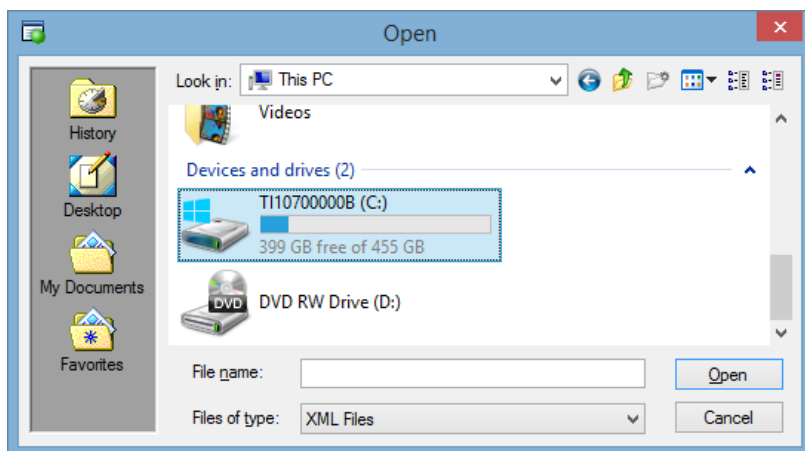 Open
Look in: This PC
History
Desktop
My Documents
Favorites
Videos
Devices and drives (2)
TI10700000B (C:)
399 GB free of 455 GB
DVD
DVD RW Drive (D:)
File name:
Open
Files of type: XML Files
Cancel